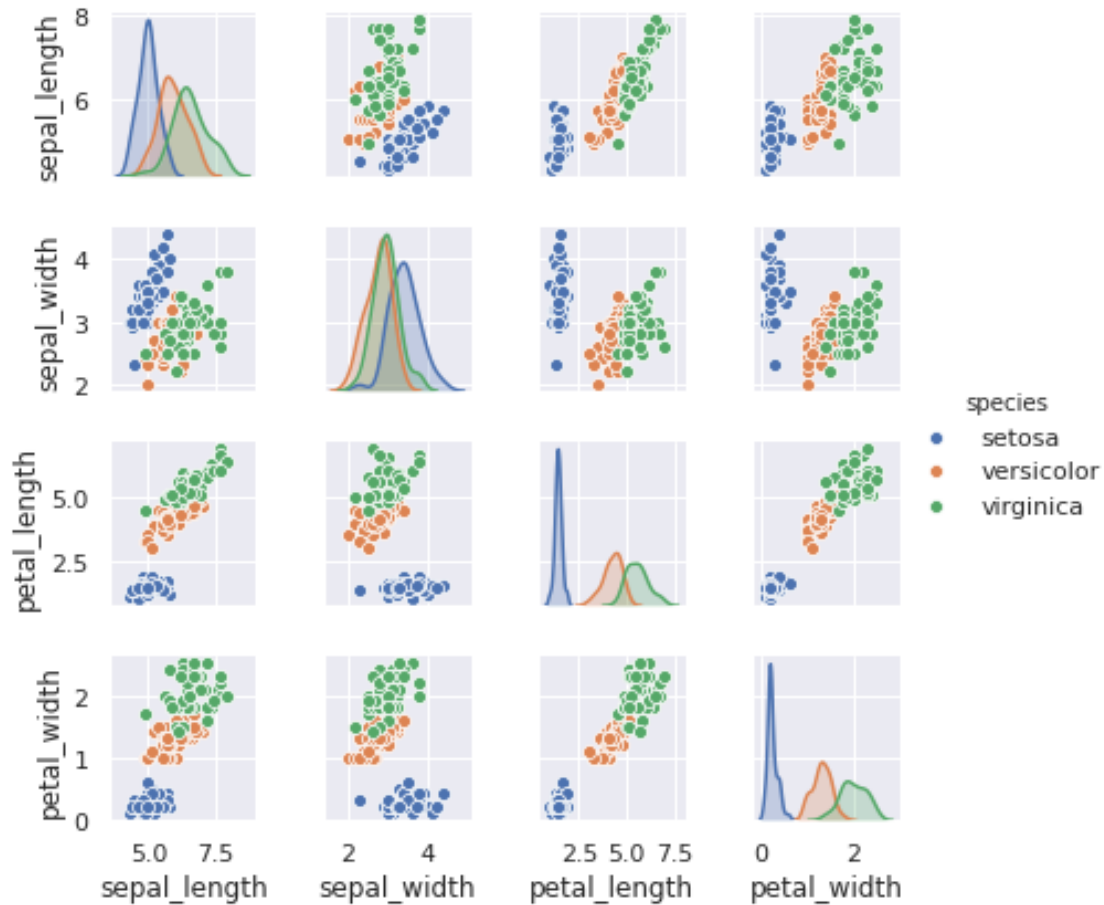 8
6
sepal_length
4
3
2
sepal_width
5.0
2.5
petal_length
2
1
0
petal_width
5.0 7.5
sepal_length
2 4
sepal_width
2.5 5.0 7.5
petal_length
0 2
petal_width
species
setosa
versicolor
virginica